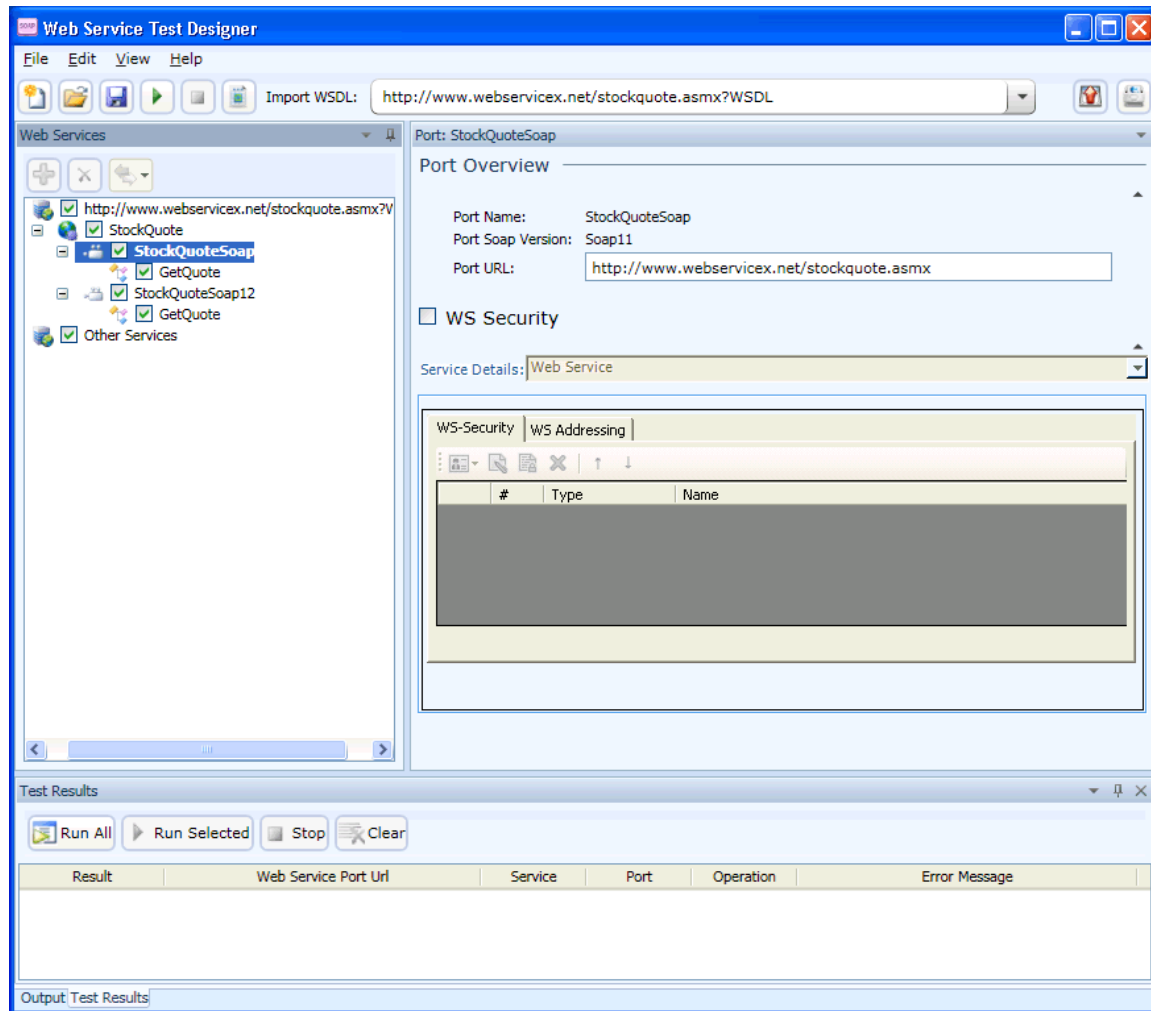 SOAP Web Service Test Designer
File Edit View Help
Import WSDL: http://www.webservicex.net/stockquote.asmx?WSDL
Web Services
http://www.webservicex.net/stockquote.asmx?W
StockQuote
StockQuoteSoap
GetQuote
StockQuoteSoap12
GetQuote
Other Services
Port: StockQuoteSoap
Port Overview
Port Name: StockQuoteSoap
Port Soap Version: Soap11
Port URL: http://www.webservicex.net/stockquote.asmx
WS Security
Service Details: Web Service
WS-Security WS Addressing
# Type Name
Test Results
Run All Run Selected Stop Clear
Result Web Service Port Url Service Port Operation Error Message
Output Test Results